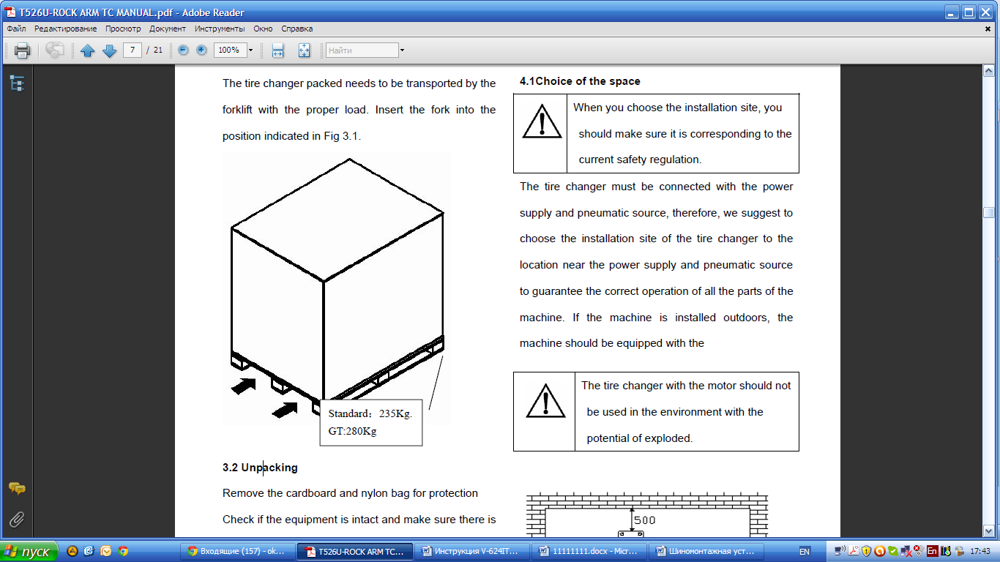 T526U-ROCK ARM TC MANUAL.pdf - Adobe Reader
Файл Редактирование Просмотр Документ Инструменты Окно Справка
7 / 21 100% Найти
The tire changer packed needs to be transported by the
forklift with the proper load. Insert the fork into the
position indicated in Fig 3.1.
Standard：235Kg.
GT:280Kg
3.2 Unpacking
Remove the cardboard and nylon bag for protection
Check if the equipment is intact and make sure there is
4.1Choice of the space
When you choose the installation site, you
should make sure it is corresponding to the
current safety regulation.
The tire changer must be connected with the power
supply and pneumatic source, therefore, we suggest to
choose the installation site of the tire changer to the
location near the power supply and pneumatic source
to guarantee the correct operation of all the parts of the
machine. If the machine is installed outdoors, the
machine should be equipped with the
The tire changer with the motor should not
be used in the environment with the
potential of exploded.
500
пуск Входящие (157) - ok... T526U-ROCK ARM TC... Инструкция V-624IT... 11111111.docx - Micr... Шиномонтажная уст... EN En 17:43